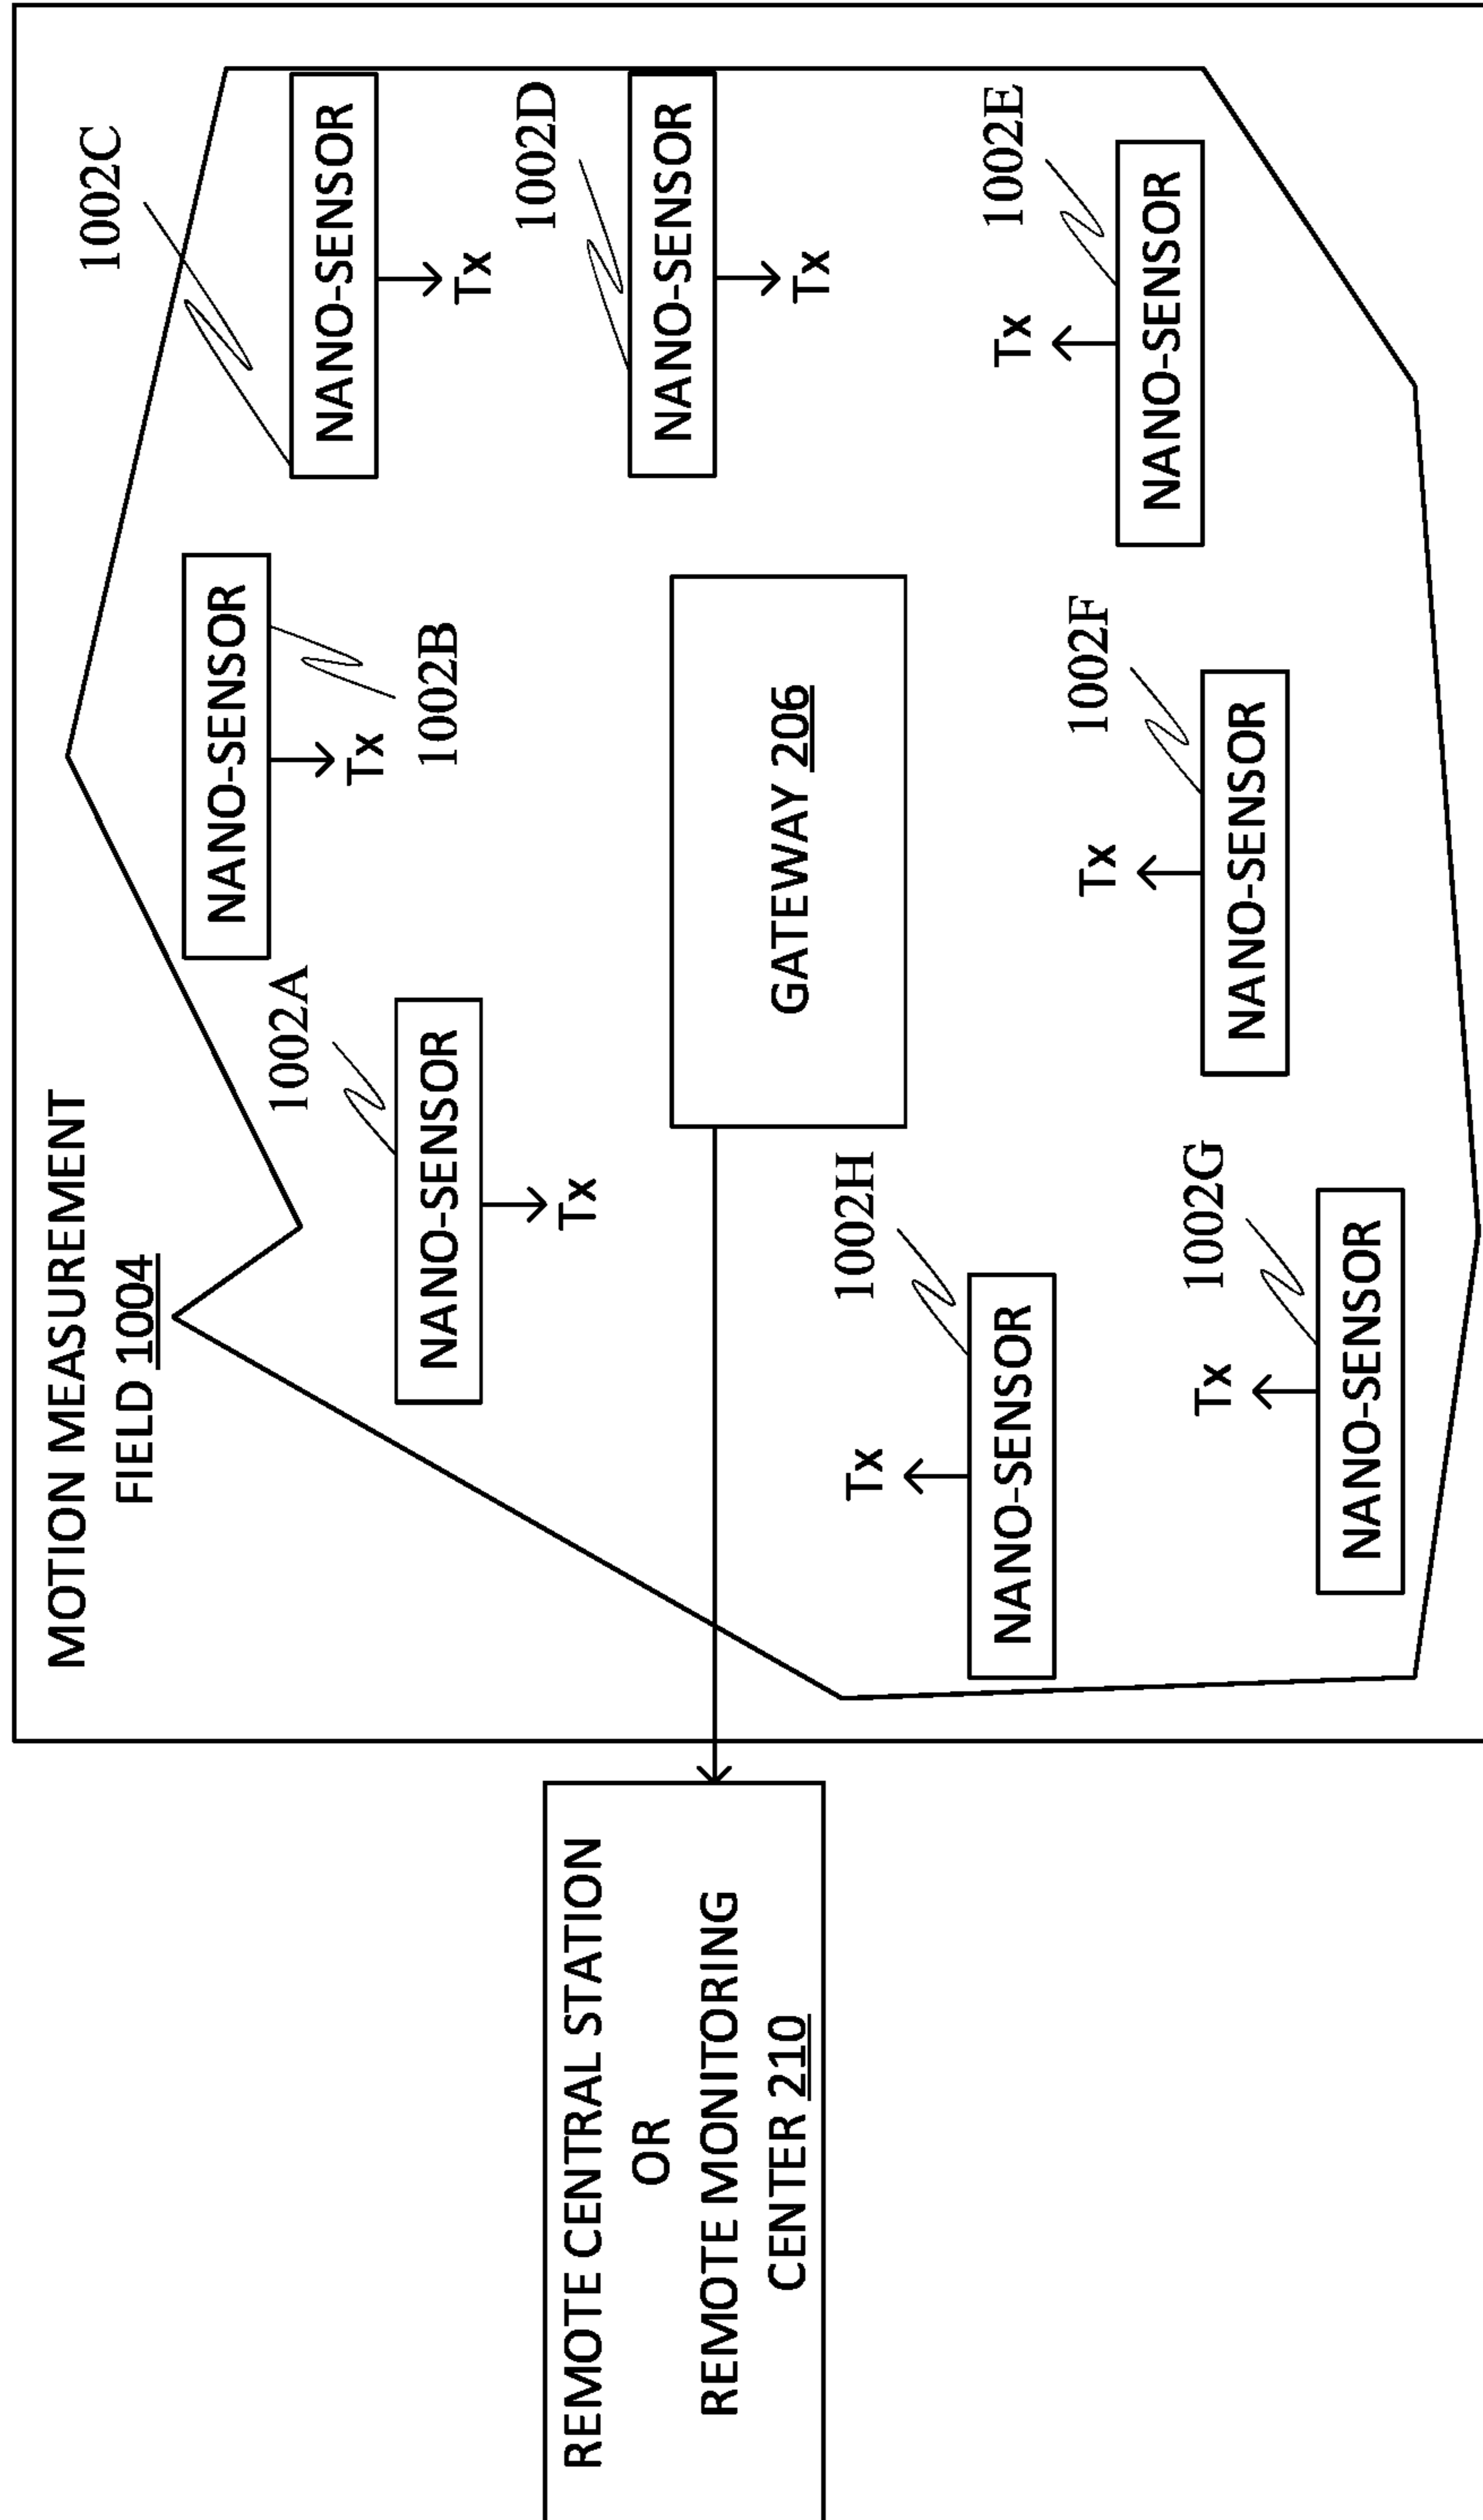 MOTION MEASUREMENT
FIELD 1004
1002A
NANO-SENSOR
Tx
NANO-SENSOR
Tx
1002B
1002C
NANO-SENSOR
Tx
1002D
NANO-SENSOR
Tx
REMOTE CENTRAL STATION
OR
REMOTE MONITORING
CENTER 210
GATEWAY 206
1002H
Tx
NANO-SENSOR
1002E
Tx
NANO-SENSOR
1002F
Tx
NANO-SENSOR
1002G
Tx
NANO-SENSOR